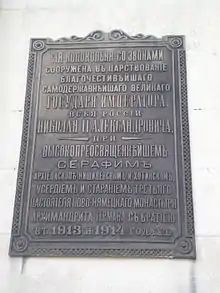 СІЯ КОЛОКОЛЬНЯ СО ЗВОНАМИ
СООРУЖЕНА ВЪ ЦАРСТВОВАНІЕ
БЛАГОЧЕСТИВѢЙШАГО
САМОДЕРЖАВНѢЙШАГО ВЕЛИКАГО
ГОСУДАРЯ ИМПЕРАТОРА
ВСЕЯ РОССІИ
НИКОЛАЯ II АЛЕКСАНДРОВИЧА,
ПРИ
ВЫСОКОПРЕОСВЯЩЕННѢЙШЕМЪ
СЕРАФИМѢ
АРХІЕПИСКОПѢ КИШИНЕВСКОМЪ И ХОТИНСКОМЪ,
УСЕРДІЕМЪ И СТАРАНІЕМЪ
НАСТОЯТЕЛЯ НОВО-НЯМЕЦКАГО МОНАСТЫРЯ
АРХИМАНДРИТА ГЕРМАНА СЪ БРАТІЕЮ
ВЪ 1913 И 1914 ГОДАХЪ